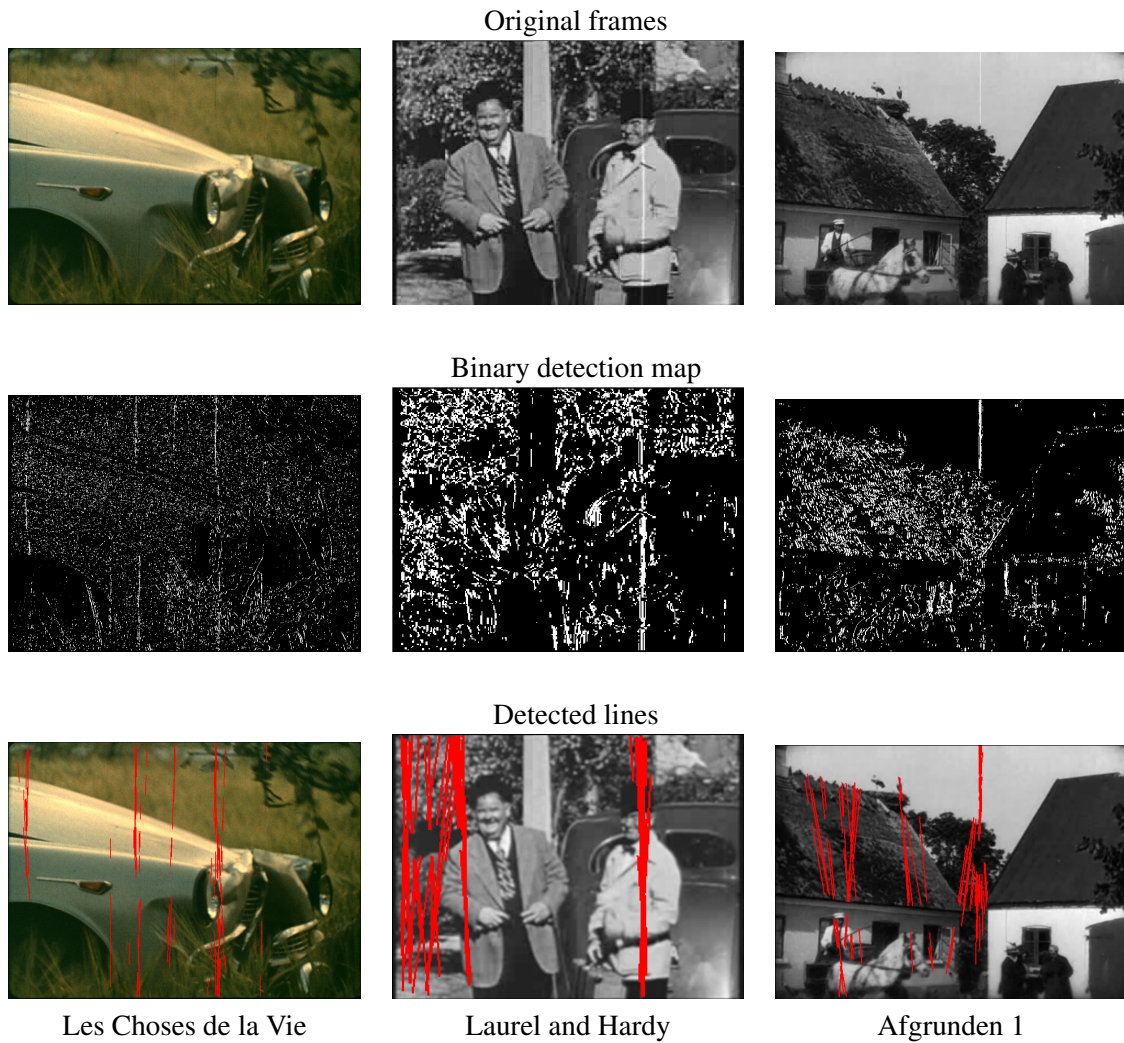 Original frames
Binary detection map
Detected lines
Les Choses de la Vie
Laurel and Hardy
Afgrunden 1